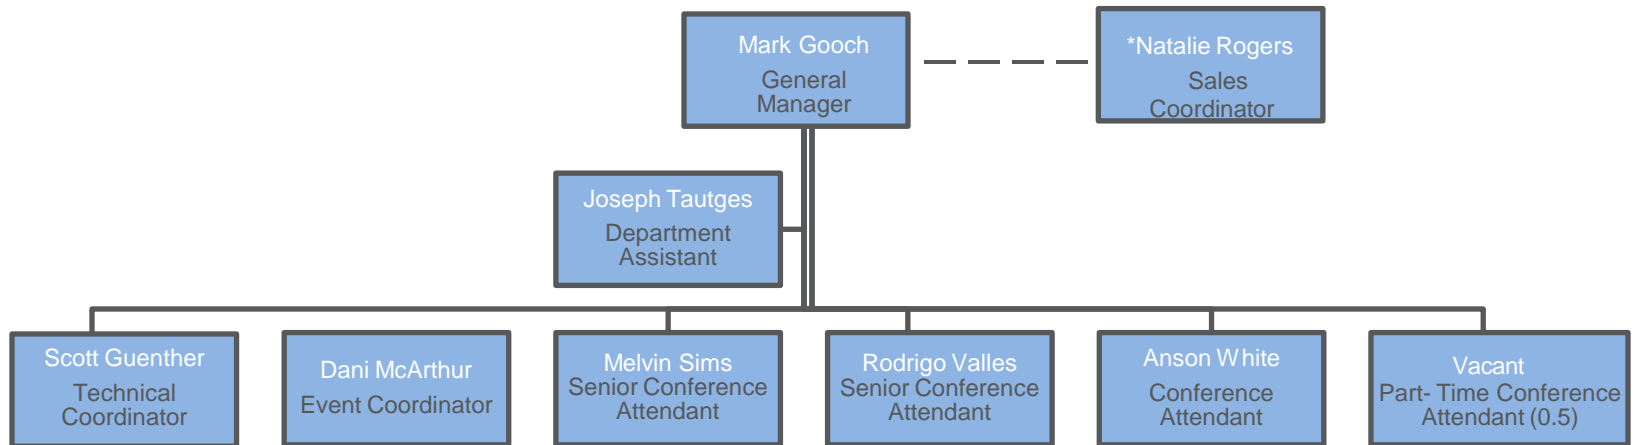 Mark Gooch
General
Manager
*Natalie Rogers
Sales
Coordinator
Joseph Tautges
Department
Assistant
Scott Guenther
Technical
Coordinator
Dani McArthur
Event Coordinator
Melvin Sims
Senior Conference
Attendant
Rodrigo Valles
Senior Conference
Attendant
Anson White
Conference
Attendant
Vacant
Part- Time Conference
Attendant (0.5)